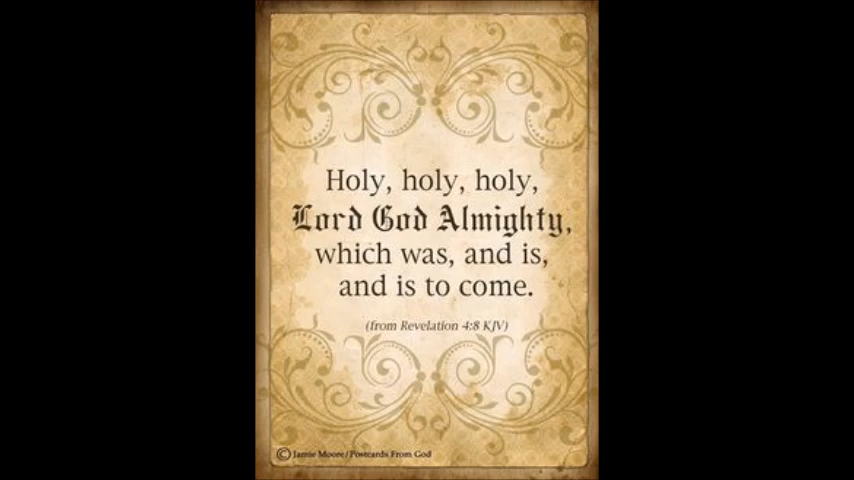 Holy, holy, holy,
Lord God Almighty,
which was, and is,
and is to come.
(from Revelation 4:8 KJV)
© Jamie Moore/Postcards From God